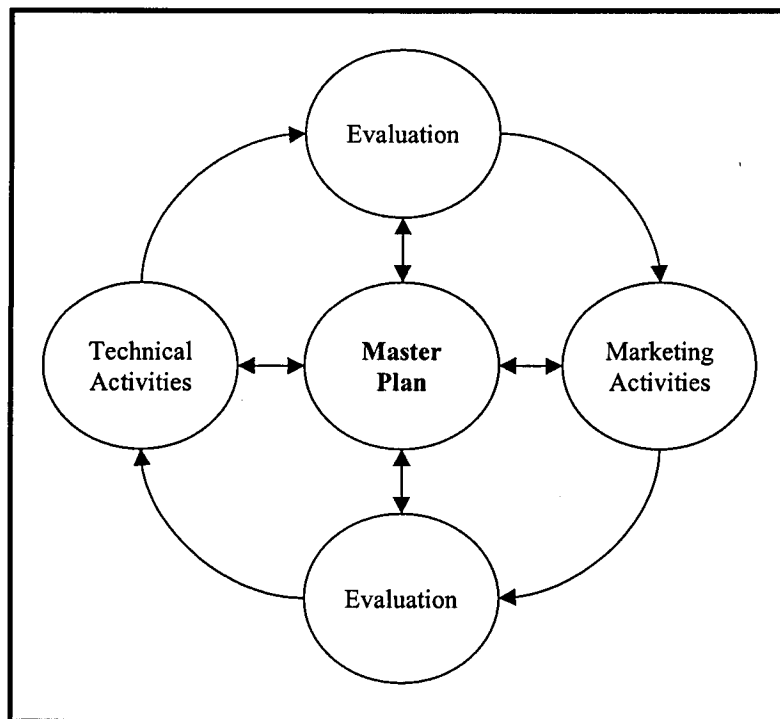 Evaluation
Technical
Activities
Master
Plan
Marketing
Activities
Evaluation